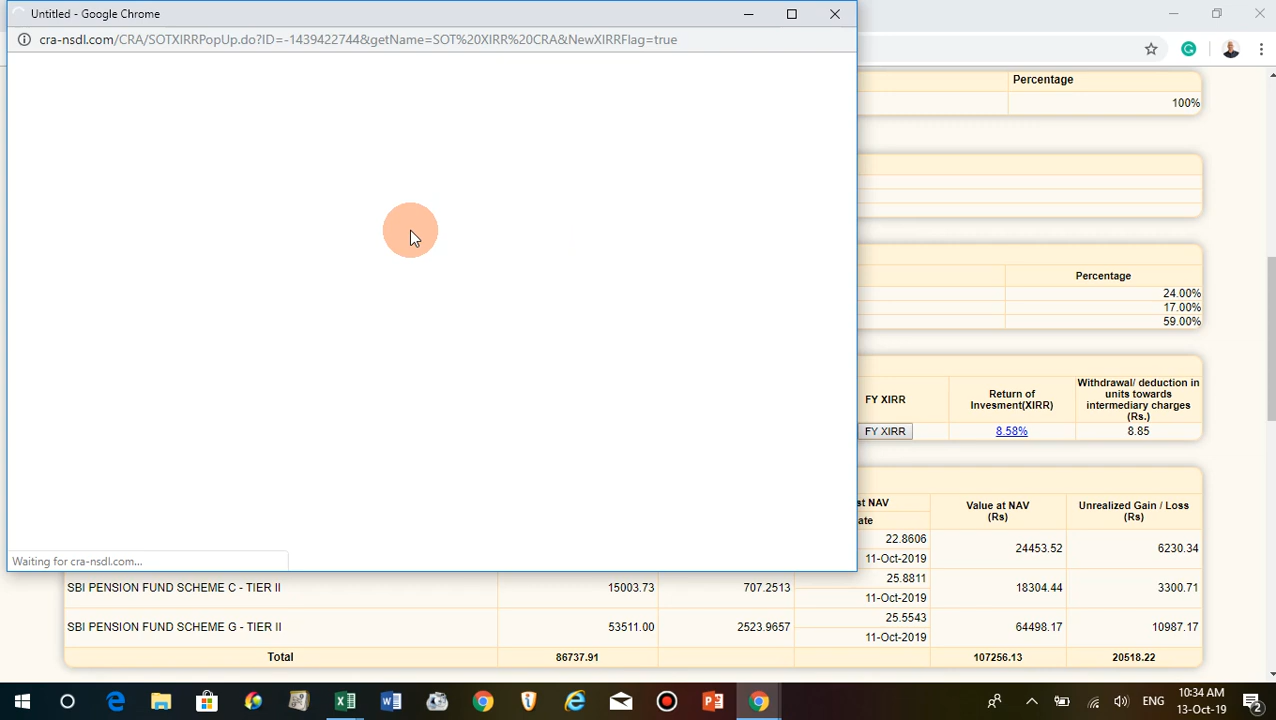 Untitled - Google Chrome
cra-nsdl.com/CRA/SOTXIRRPopUp.do?ID=-1439422744&getName=SOT%20XIRR%20CRA&NewXIRRFlag=true
Percentage
100%
Percentage
24.00%
17.00%
59.00%
FY XIRR
Return of
Invesment(XIRR)
Withdrawal/ deduction in
units towards
intermediary charges
(Rs.)
FY XIRR
8.58%
8.85
st NAV
ate
Value at NAV
(Rs)
Unrealized Gain / Loss
(Rs)
22.8606
11-Oct-2019
24453.52
6230.34
Waiting for cra-nsdl.com...
SBI PENSION FUND SCHEME C - TIER II
15003.73
707.2513
25.8811
11-Oct-2019
18304.44
3300.71
SBI PENSION FUND SCHEME G - TIER II
53511.00
2523.9657
25.5543
11-Oct-2019
64498.17
10987.17
Total
86737.91
107256.13
20518.22
ENG
10:34 AM
13-Oct-19
2